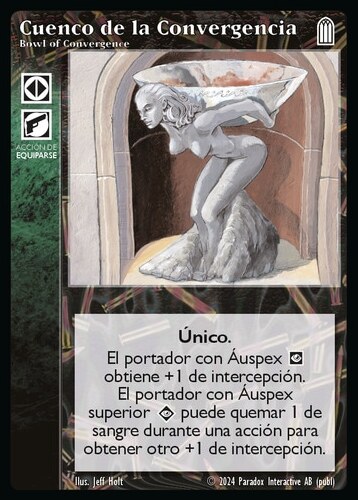 Cuenco de la Convergencia
Bowl of Convergence
ACCIÓN DE
EQUIPARSE
Único.
El portador con Áuspex
obtiene +1 de intercepción.
El portador con Áuspex
superior puede quemar 1 de
sangre durante una acción para
obtener otro +1 de intercepción.
Ilus. Jeff Holt
© 2024 Paradox Interactive AB (publ)